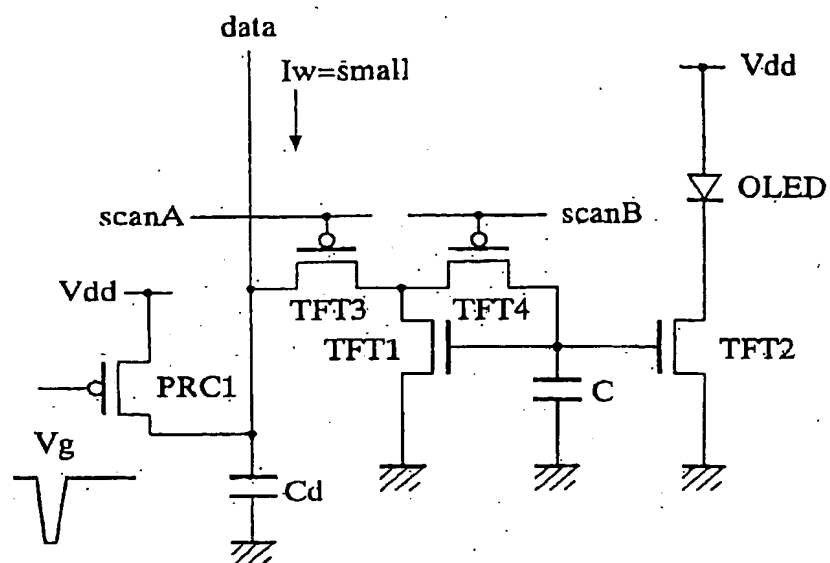 data
Iw=small
Vdd
OLED
scanA
scanB
Vdd
TFT3
TFT4
TFT1
TFT2
PRC1
C
Vg
Cd